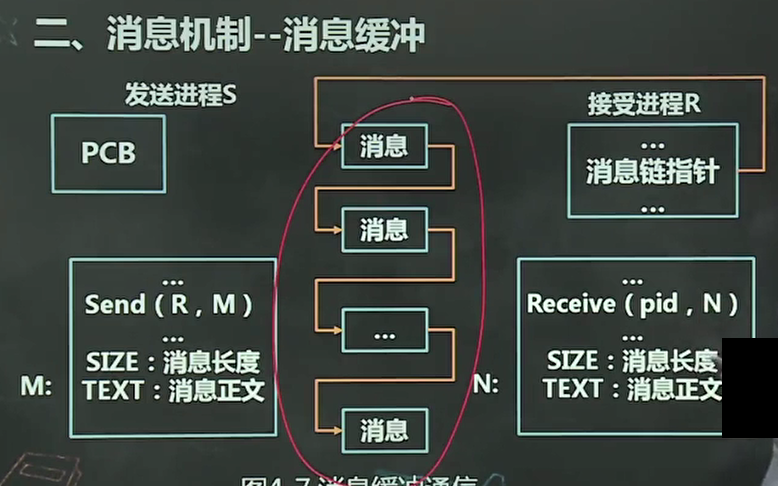 二、消息机制--消息缓冲
发送进程S
PCB
消息
消息
...
消息
接受进程R
...
消息链指针
...
...
Send（R，M）
...
SIZE：消息长度
M:
TEXT：消息正文
...
Receive（pid，N）
...
SIZE：消息长度
N:
TEXT：消息正文
图4-7 消息缓冲通信